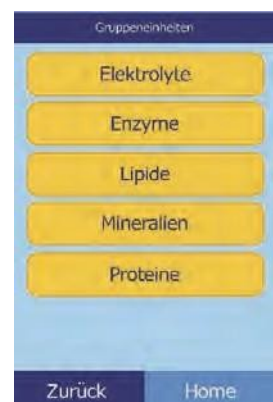 Gruppeneinheiten
Elektrolyte
Enzyme
Lipide
Mineralien
Proteine
Zurück Home